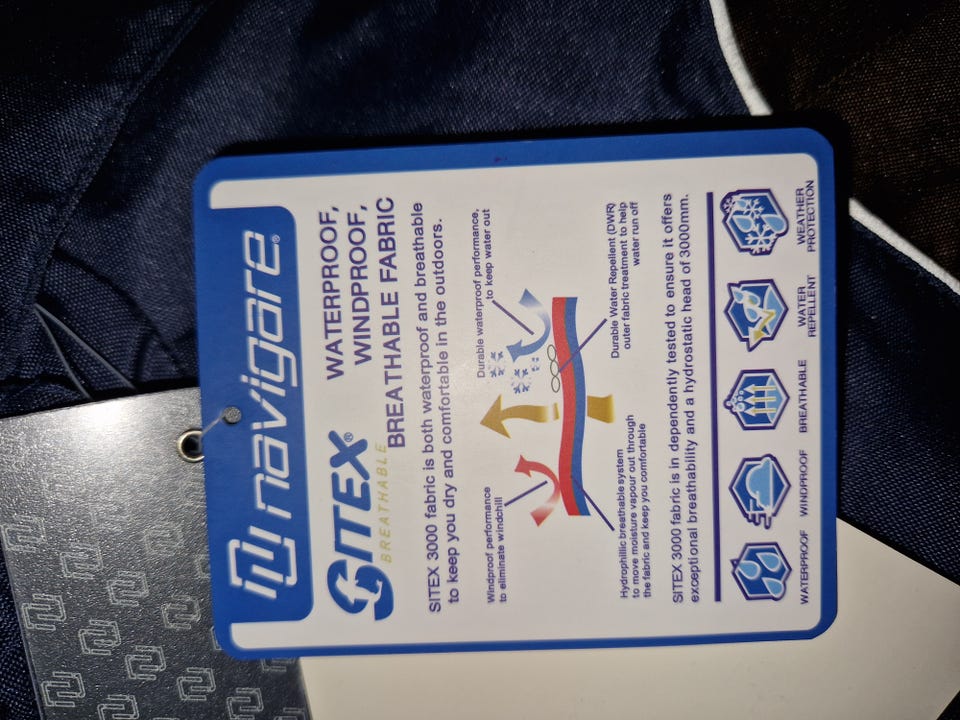 navigare®
SITEX®
BREATHABLE
WATERPROOF,
WINDPROOF,
BREATHABLE FABRIC
SITEX 3000 fabric is both waterproof and breathable
to keep you dry and comfortable in the outdoors.
Windproof performance
to eliminate windchill
Durable waterproof performance,
to keep water out
Hydrophillic breathable system
to move moisture vapour out through
the fabric and keep you comfortable
Durable Water Repellent (DWR)
outer fabric treatment to help
water run off
SITEX 3000 fabric is in dependently tested to ensure it offers
exceptional breathability and a hydrostatic head of 3000mm.
WATERPROOF
WINDPROOF
BREATHABLE
WATER
REPELLENT
WEATHER
PROTECTION